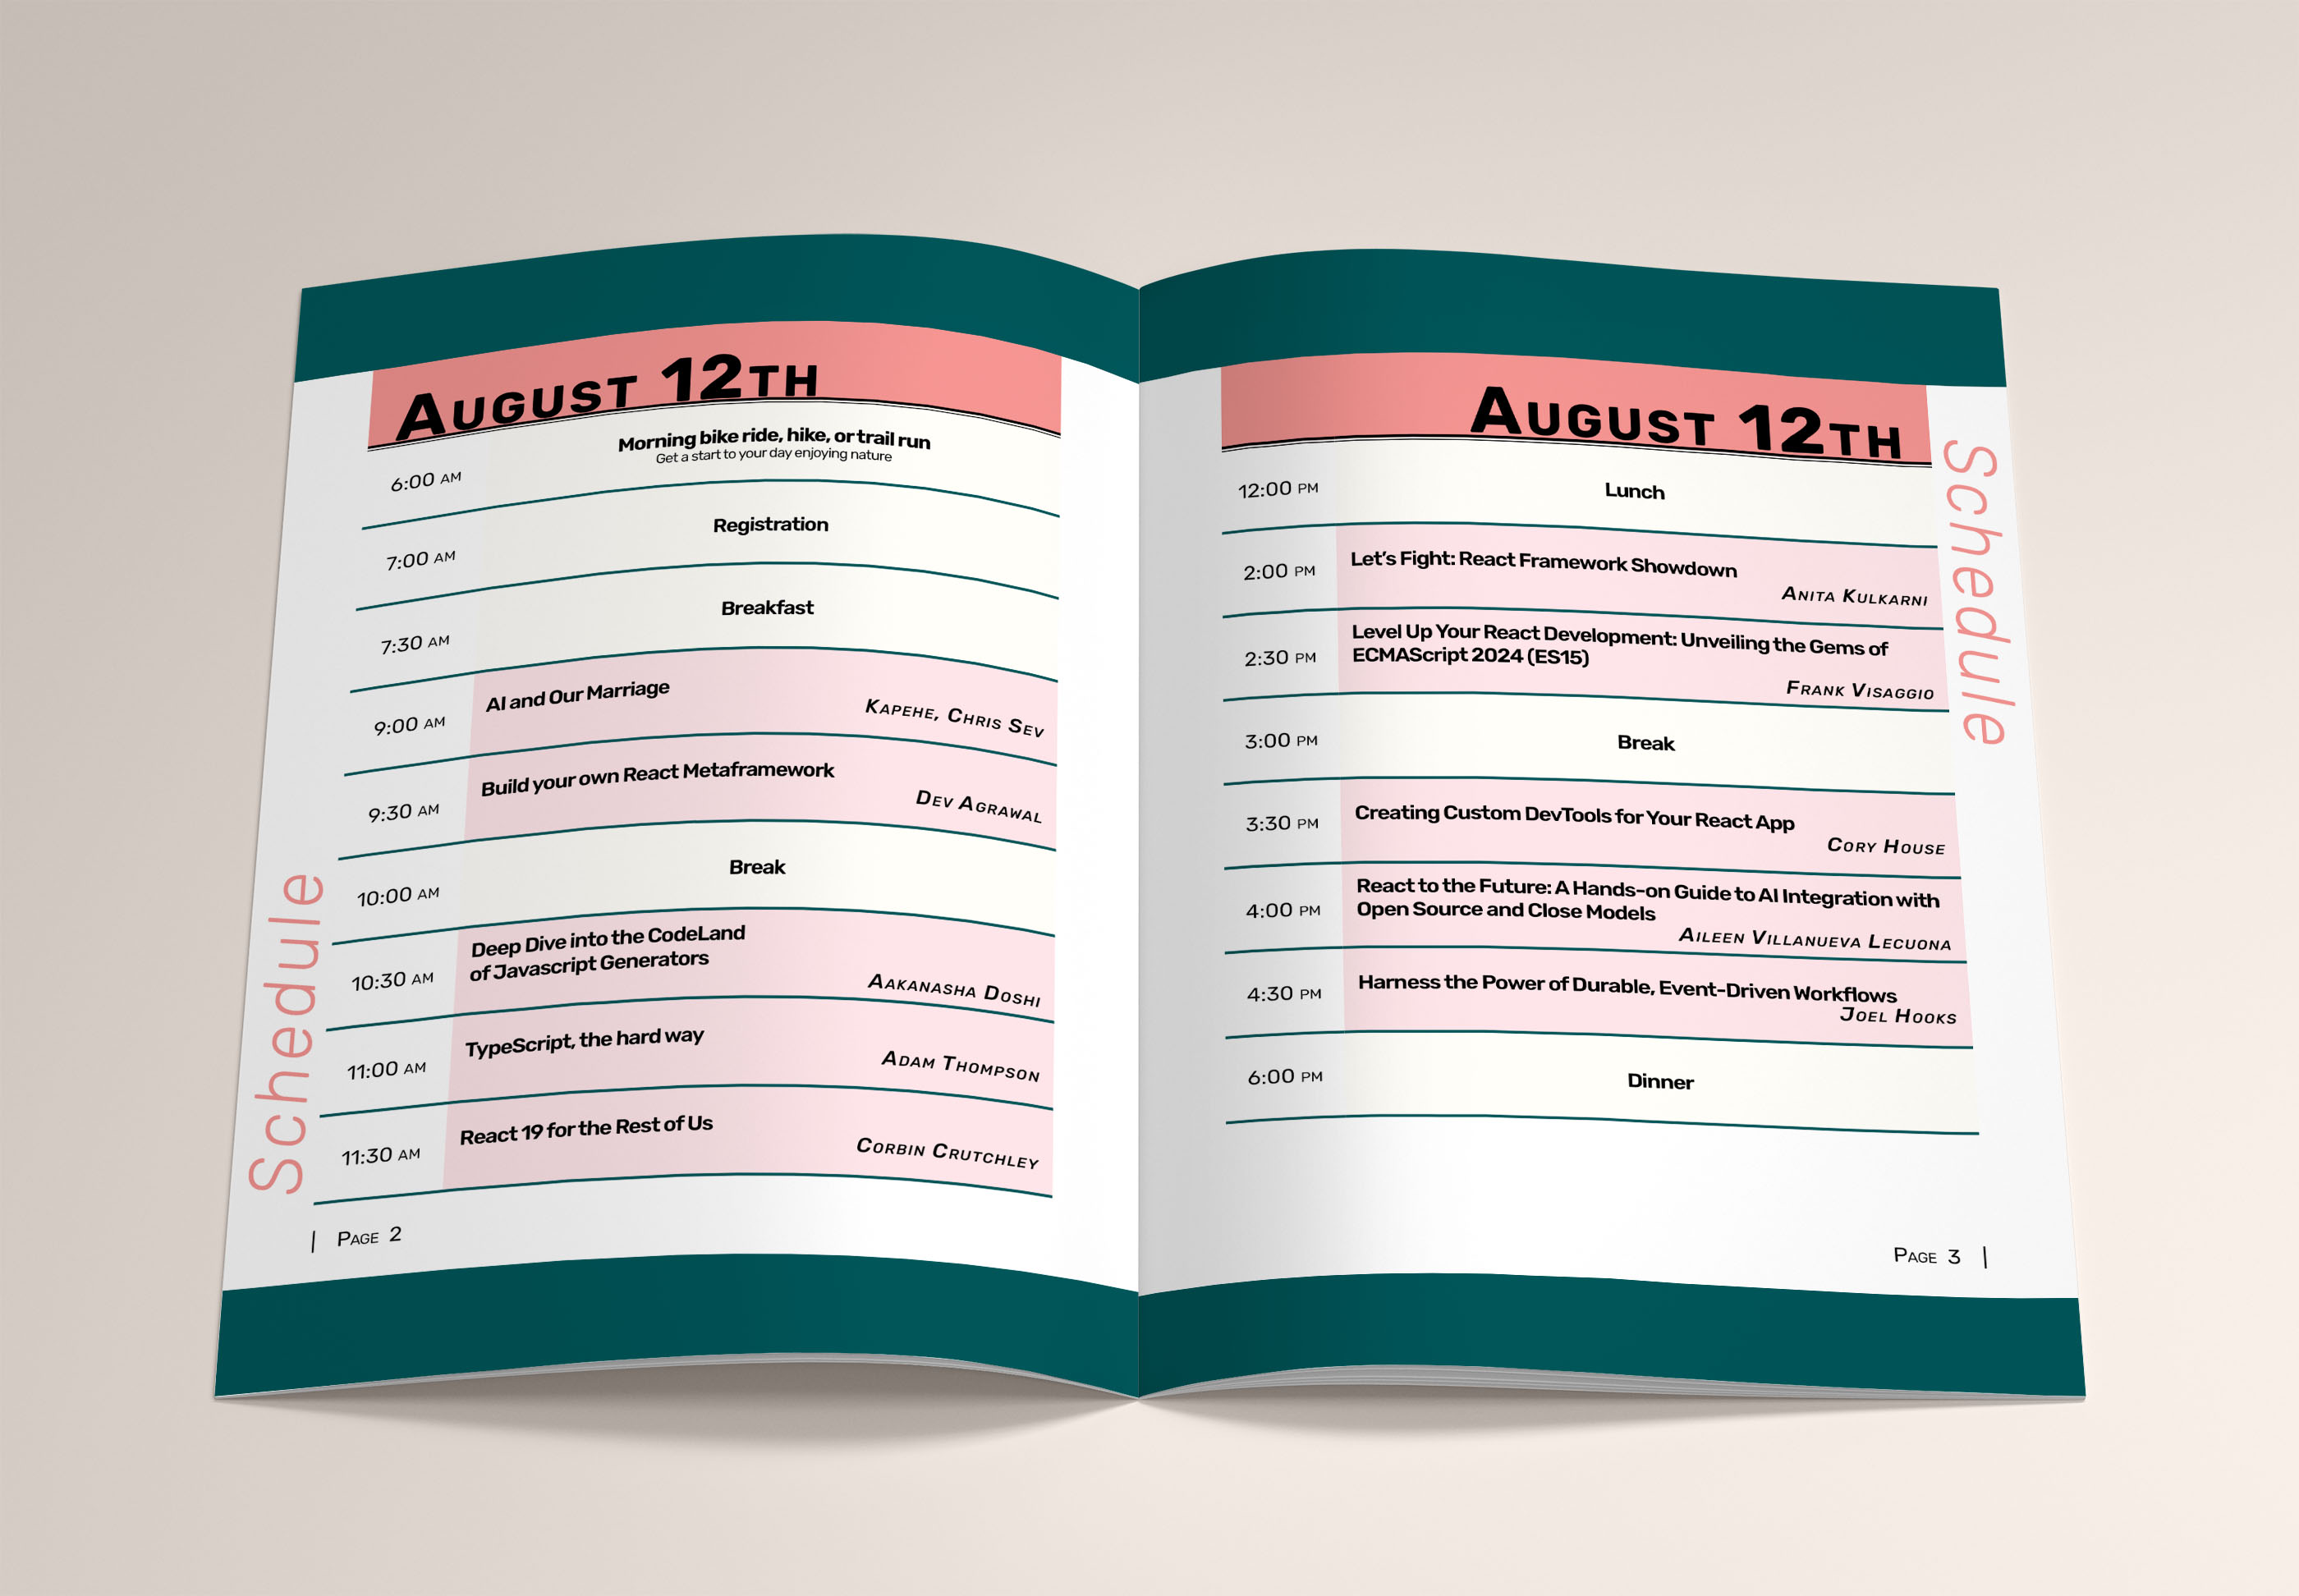 August 12th
6:00 AM
Morning bike ride, hike, or trail run
Get a start to your day enjoying nature
7:00 AM
Registration
7:30 AM
Breakfast
9:00 AM
AI and Our Marriage
Kapehe, Chris Sev
9:30 AM
Build your own React Metaframework
Dev Agrawal
10:00 AM
Break
10:30 AM
Deep Dive into the CodeLand
of Javascript Generators
Aakanasha Doshi
11:00 AM
TypeScript, the hard way
Adam Thompson
11:30 AM
React 19 for the Rest of Us
Corbin Crutchley
Schedule
| Page 2
August 12th
12:00 PM
Lunch
2:00 PM
Let's Fight: React Framework Showdown
Anita Kulkarni
2:30 PM
Level Up Your React Development: Unveiling the Gems of
ECMAScript 2024 (ES15)
Frank Visaggio
3:00 PM
Break
3:30 PM
Creating Custom DevTools for Your React App
Cory House
4:00 PM
React to the Future: A Hands-on Guide to AI Integration with
Open Source and Close Models
Aileen Villanueva Lecuona
4:30 PM
Harness the Power of Durable, Event-Driven Workflows
Joel Hooks
6:00 PM
Dinner
Schedule
Page 3 |